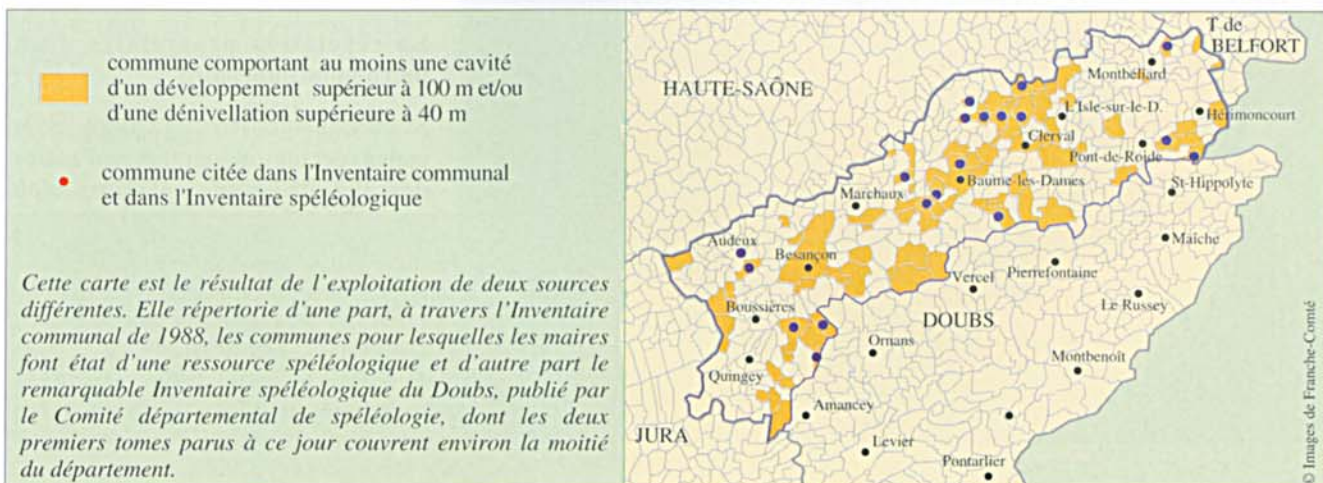 commune comportant au moins une cavité
d'un développement supérieur à 100 m et/ou
d'une dénivellation supérieure à 40 m
commune citée dans l'Inventaire communal
et dans l'Inventaire spéléologique
Cette carte est le résultat de l'exploitation de deux sources
différentes. Elle répertorie d'une part, à travers l'Inventaire
communal de 1988, les communes pour lesquelles les maires
font état d'une ressource spéléologique et d'autre part le
remarquable Inventaire spéléologique du Doubs, publié par
le Comité départemental de spéléologie, dont les deux
premiers tomes parus à ce jour couvrent environ la moitié
du département.
T de
BELFORT
Montbéliard
HAUTE-SAÔNE
L'Isle-sur-le-D.
Hérimoncourt
Clerval
Pont-de-Roide
Baume-les-Dames
St-Hippolyte
Marchaux
Maîche
Audeux
Besançon
Pierrefontaine
Vercel
Le Russey
Boussières
DOUBS
Ornans
Montbenoît
Quingey
Amancey
JURA
Levier
Pontarlier
© Images de Franche-Comté